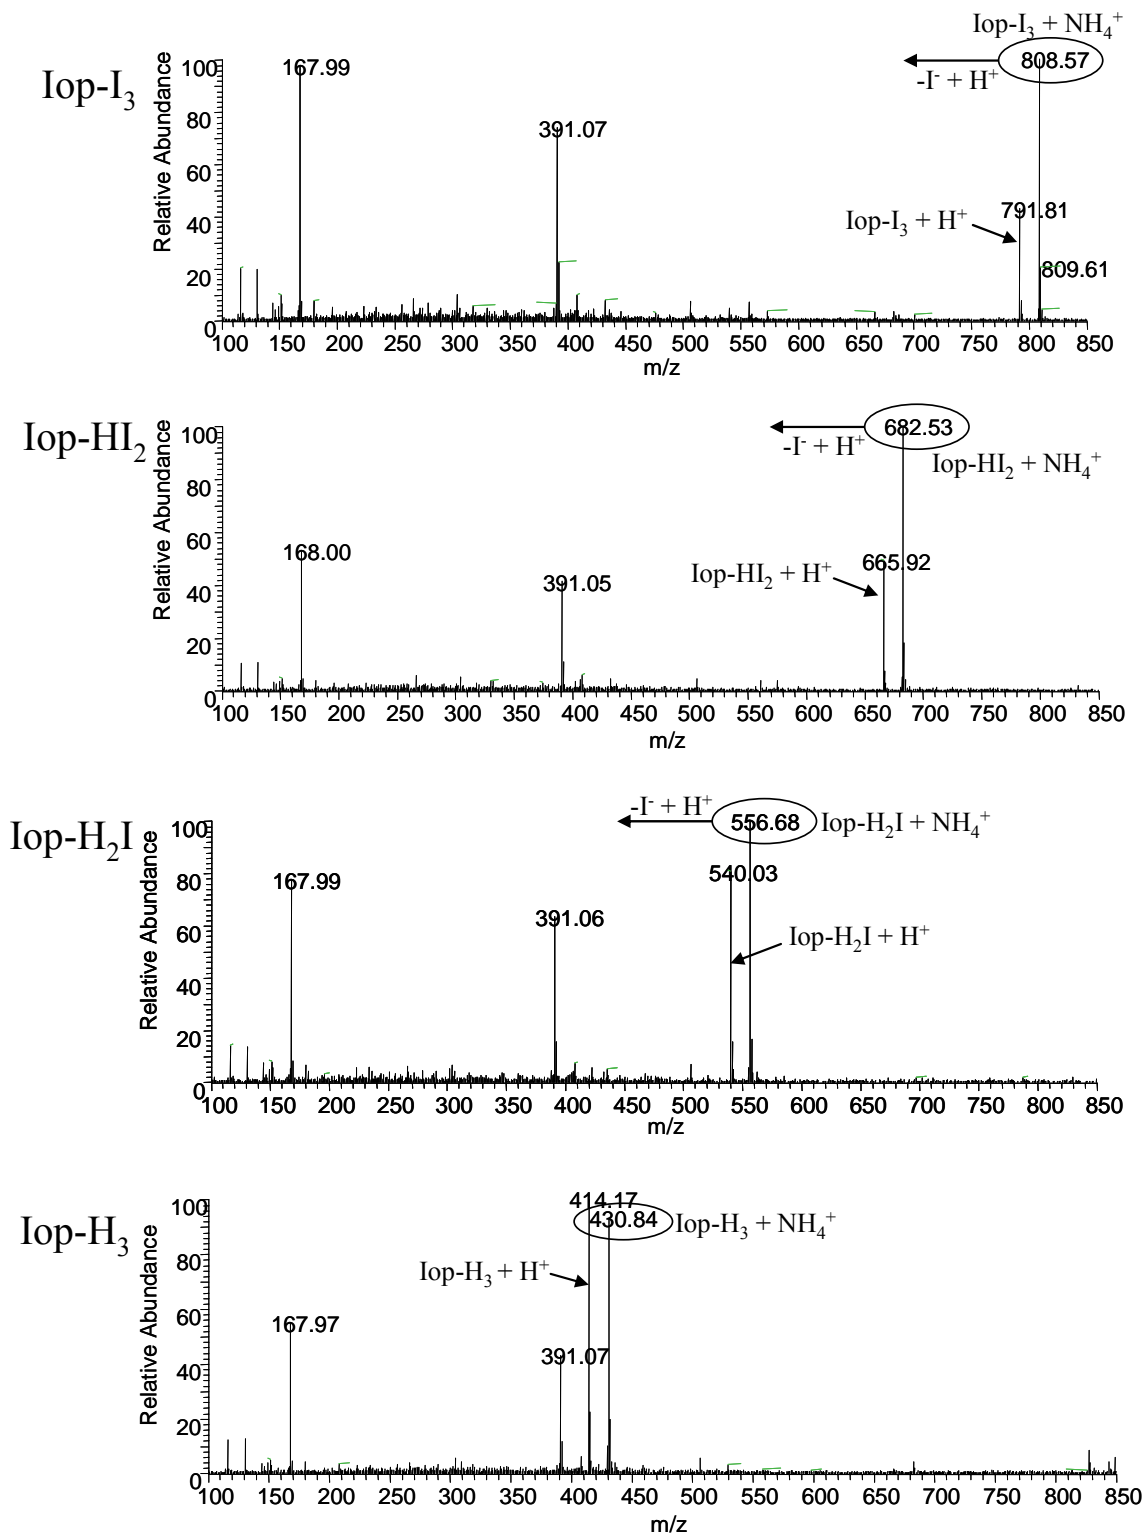 Iop-I₃ + NH₄⁺
Iop-I₃
808.57
-I⁻ + H⁺
167.99
391.07
Iop-I₃ + H⁺
791.81
809.61
Relative Abundance
100
80
60
40
20
0
100 150 200 250 300 350 400 450 500 550 600 650 700 750 800 850
m/z
Iop-HI₂
682.53
-I⁻ + H⁺
Iop-HI₂ + NH₄⁺
168.00
391.05
Iop-HI₂ + H⁺
665.92
Relative Abundance
100
80
60
40
20
0
100 150 200 250 300 350 400 450 500 550 600 650 700 750 800 850
m/z
Iop-H₂I
-I⁻ + H⁺
556.68
Iop-H₂I + NH₄⁺
167.99
391.06
540.03
Iop-H₂I + H⁺
Relative Abundance
100
80
60
40
20
0
100 150 200 250 300 350 400 450 500 550 600 650 700 750 800 850
m/z
Iop-H₃
414.17
430.84
Iop-H₃ + NH₄⁺
Iop-H₃ + H⁺
167.97
391.07
Relative Abundance
100
80
60
40
20
0
100 150 200 250 300 350 400 450 500 550 600 650 700 750 800 850
m/z